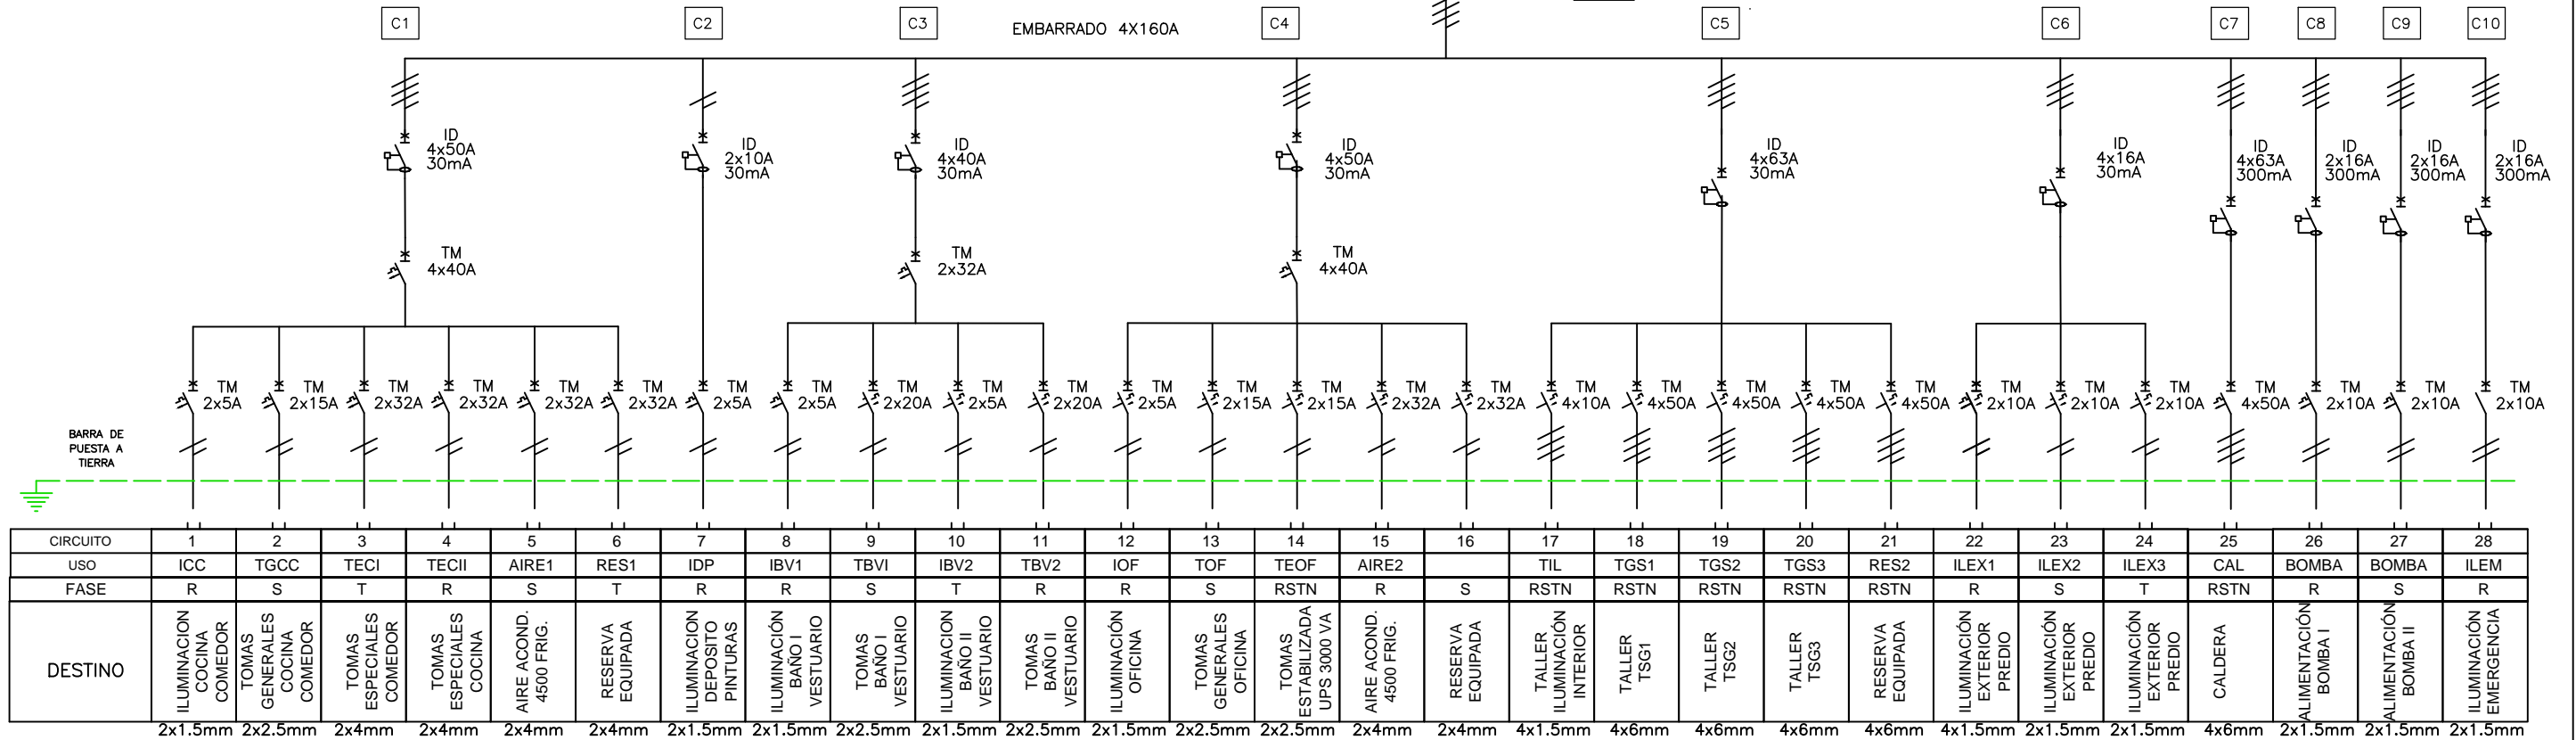 C1 C2 C3 EMBARRADO 4X160A C4 C5 C6 C7 C8 C9 C10
ID
4x50A
30mA
ID
2x10A
30mA
ID
4x40A
30mA
ID
4x50A
30mA
ID
4x63A
30mA
ID
4x16A
30mA
ID
4x63A
300mA
ID
2x16A
300mA
ID
2x16A
300mA
ID
2x16A
300mA
TM
4x40A
TM
2x32A
TM
4x40A
TM
2x5A
TM
2x15A
TM
2x32A
TM
2x32A
TM
2x32A
TM
2x32A
TM
2x5A
TM
2x5A
TM
2x20A
TM
2x5A
TM
2x20A
TM
2x5A
TM
2x15A
TM
2x15A
TM
2x32A
TM
2x32A
TM
4x10A
TM
4x50A
TM
4x50A
TM
4x50A
TM
4x50A
TM
2x10A
TM
2x10A
TM
2x10A
TM
4x50A
TM
2x10A
TM
2x10A
TM
2x10A
BARRA DE
PUESTA A
TIERRA
CIRCUITO 1 2 3 4 5 6 7 8 9 10 11 12 13 14 15 16 17 18 19 20 21 22 23 24 25 26 27 28
USO ICC TGCC TECI TECII AIRE1 RES1 IDP IBV1 TBVI IBV2 TBV2 IOF TOF TEOF AIRE2 TIL TGS1 TGS2 TGS3 RES2 ILEX1 ILEX2 ILEX3 CAL BOMBA BOMBA ILEM
FASE R S T R S T R R S T R R S RSTN R S RSTN RSTN RSTN RSTN RSTN R S T RSTN R S R
DESTINO
ILUMINACION
COCINA
COMEDOR
TOMAS
GENERALES
COCINA
COMEDOR
TOMAS
ESPECIALES
COMEDOR
TOMAS
ESPECIALES
COCINA
AIRE ACOND.
4500 FRIG.
RESERVA
EQUIPADA
ILUMINACION
DEPOSITO
PINTURAS
ILUMINACIÓN
BAÑO I
VESTUARIO
TOMAS
BAÑO I
VESTUARIO
ILUMINACIÓN
BAÑO II
VESTUARIO
TOMAS
BAÑO II
VESTUARIO
ILUMINACIÓN
OFICINA
TOMAS
GENERALES
OFICINA
TOMAS
ESTABILIZADA
UPS 3000 VA
AIRE ACOND.
4500 FRIG.
RESERVA
EQUIPADA
TALLER
ILUMINACIÓN
INTERIOR
TALLER
TSG1
TALLER
TSG2
TALLER
TSG3
RESERVA
EQUIPADA
ILUMINACIÓN
EXTERIOR
PREDIO
ILUMINACIÓN
EXTERIOR
PREDIO
ILUMINACIÓN
EXTERIOR
PREDIO
CALDERA
ALIMENTACIÓN
BOMBA I
ALIMENTACIÓN
BOMBA II
ILUMINACIÓN
EMERGENCIA
2x1.5mm 2x2.5mm 2x4mm 2x4mm 2x4mm 2x4mm 2x1.5mm 2x1.5mm 2x2.5mm 2x1.5mm 2x2.5mm 2x1.5mm 2x2.5mm 2x2.5mm 2x4mm 2x4mm 4x1.5mm 4x6mm 4x6mm 4x6mm 4x6mm 4x1.5mm 2x1.5mm 2x1.5mm 4x6mm 2x1.5mm 2x1.5mm 2x1.5mm